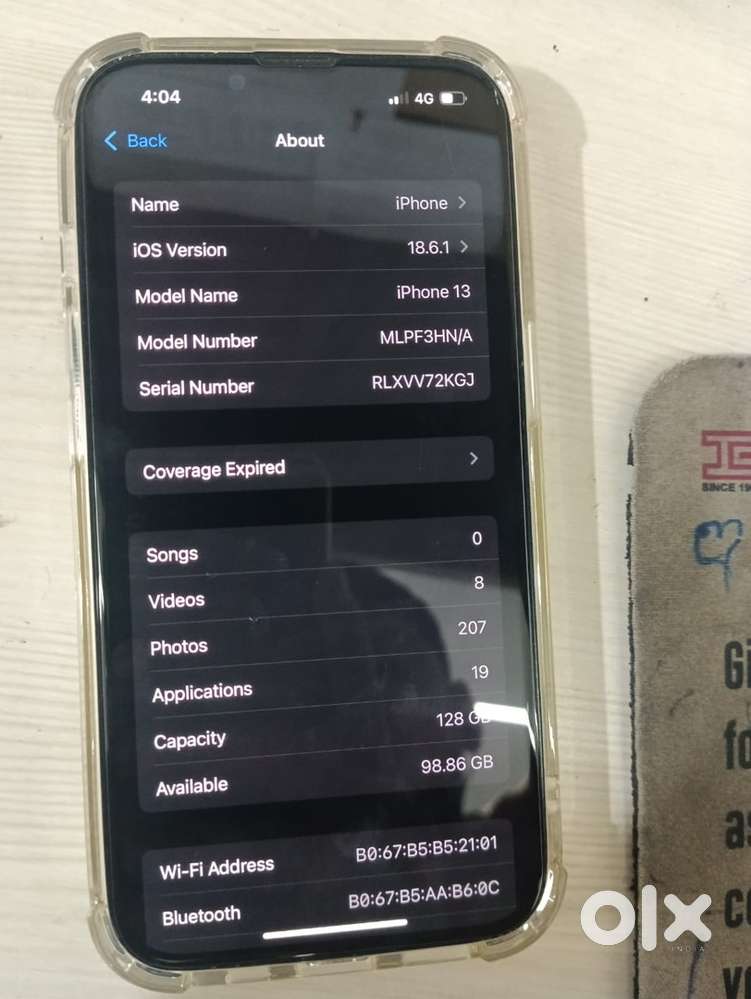 4:04 4G
Back About
Name iPhone
iOS Version 18.6.1
Model Name iPhone 13
Model Number MLPF3HN/A
Serial Number RLXVV72KGJ
Coverage Expired
Songs 0
Videos 8
Photos 207
Applications 19
Capacity 128 GB
Available 98.86 GB
Wi-Fi Address B0:67:B5:B5:21:01
Bluetooth B0:67:B5:AA:B6:0C
SINCE
olx
INDIA